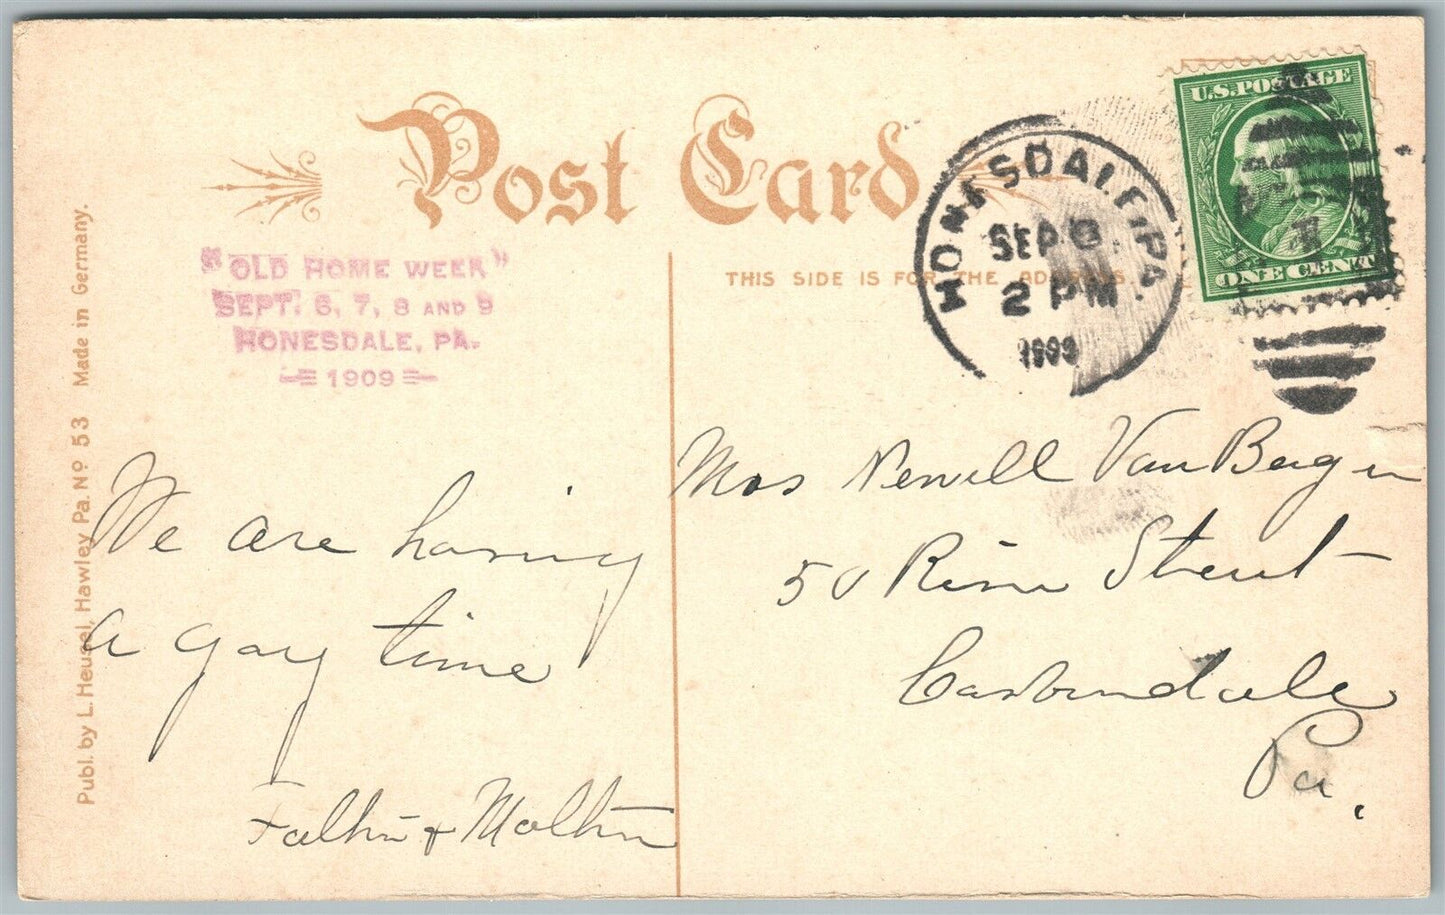 Post Card
THIS SIDE IS FOR THE ADDRESS
"OLD HOME WEEK"
SEPT. 6, 7, 8 AND 9
HONESDALE, PA.
1909
Publ. by L. Heusel, Hawley Pa. Nº 53 Made in Germany.
HONESDALE, PA.
SEP 8
2 PM
1909
U.S. POSTAGE
ONE CENT
We are having
a gay time
Father & Mother
Mrs Newell Van Bergen
50 River Street
Carbondale
Pa.